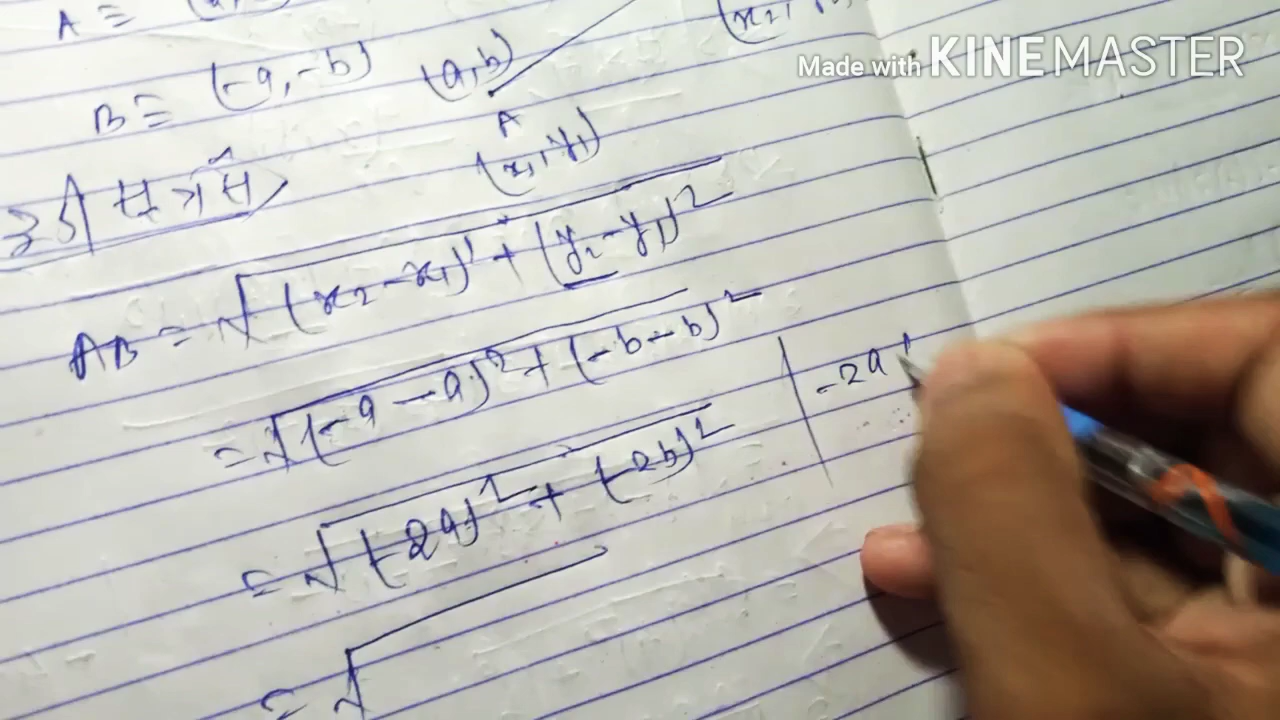 A ≡
(x₂,
Made with KINEMASTER
B ≡ (-a, -b)
(a, b)
A
(x₁, y₁)
दूरी सूत्र से
AB = √(x₂ - x₁)² + (y₂ - y₁)²
= √(-a - a)² + (-b - b)²
-2a
= √(-2a)² + (-2b)²
= √